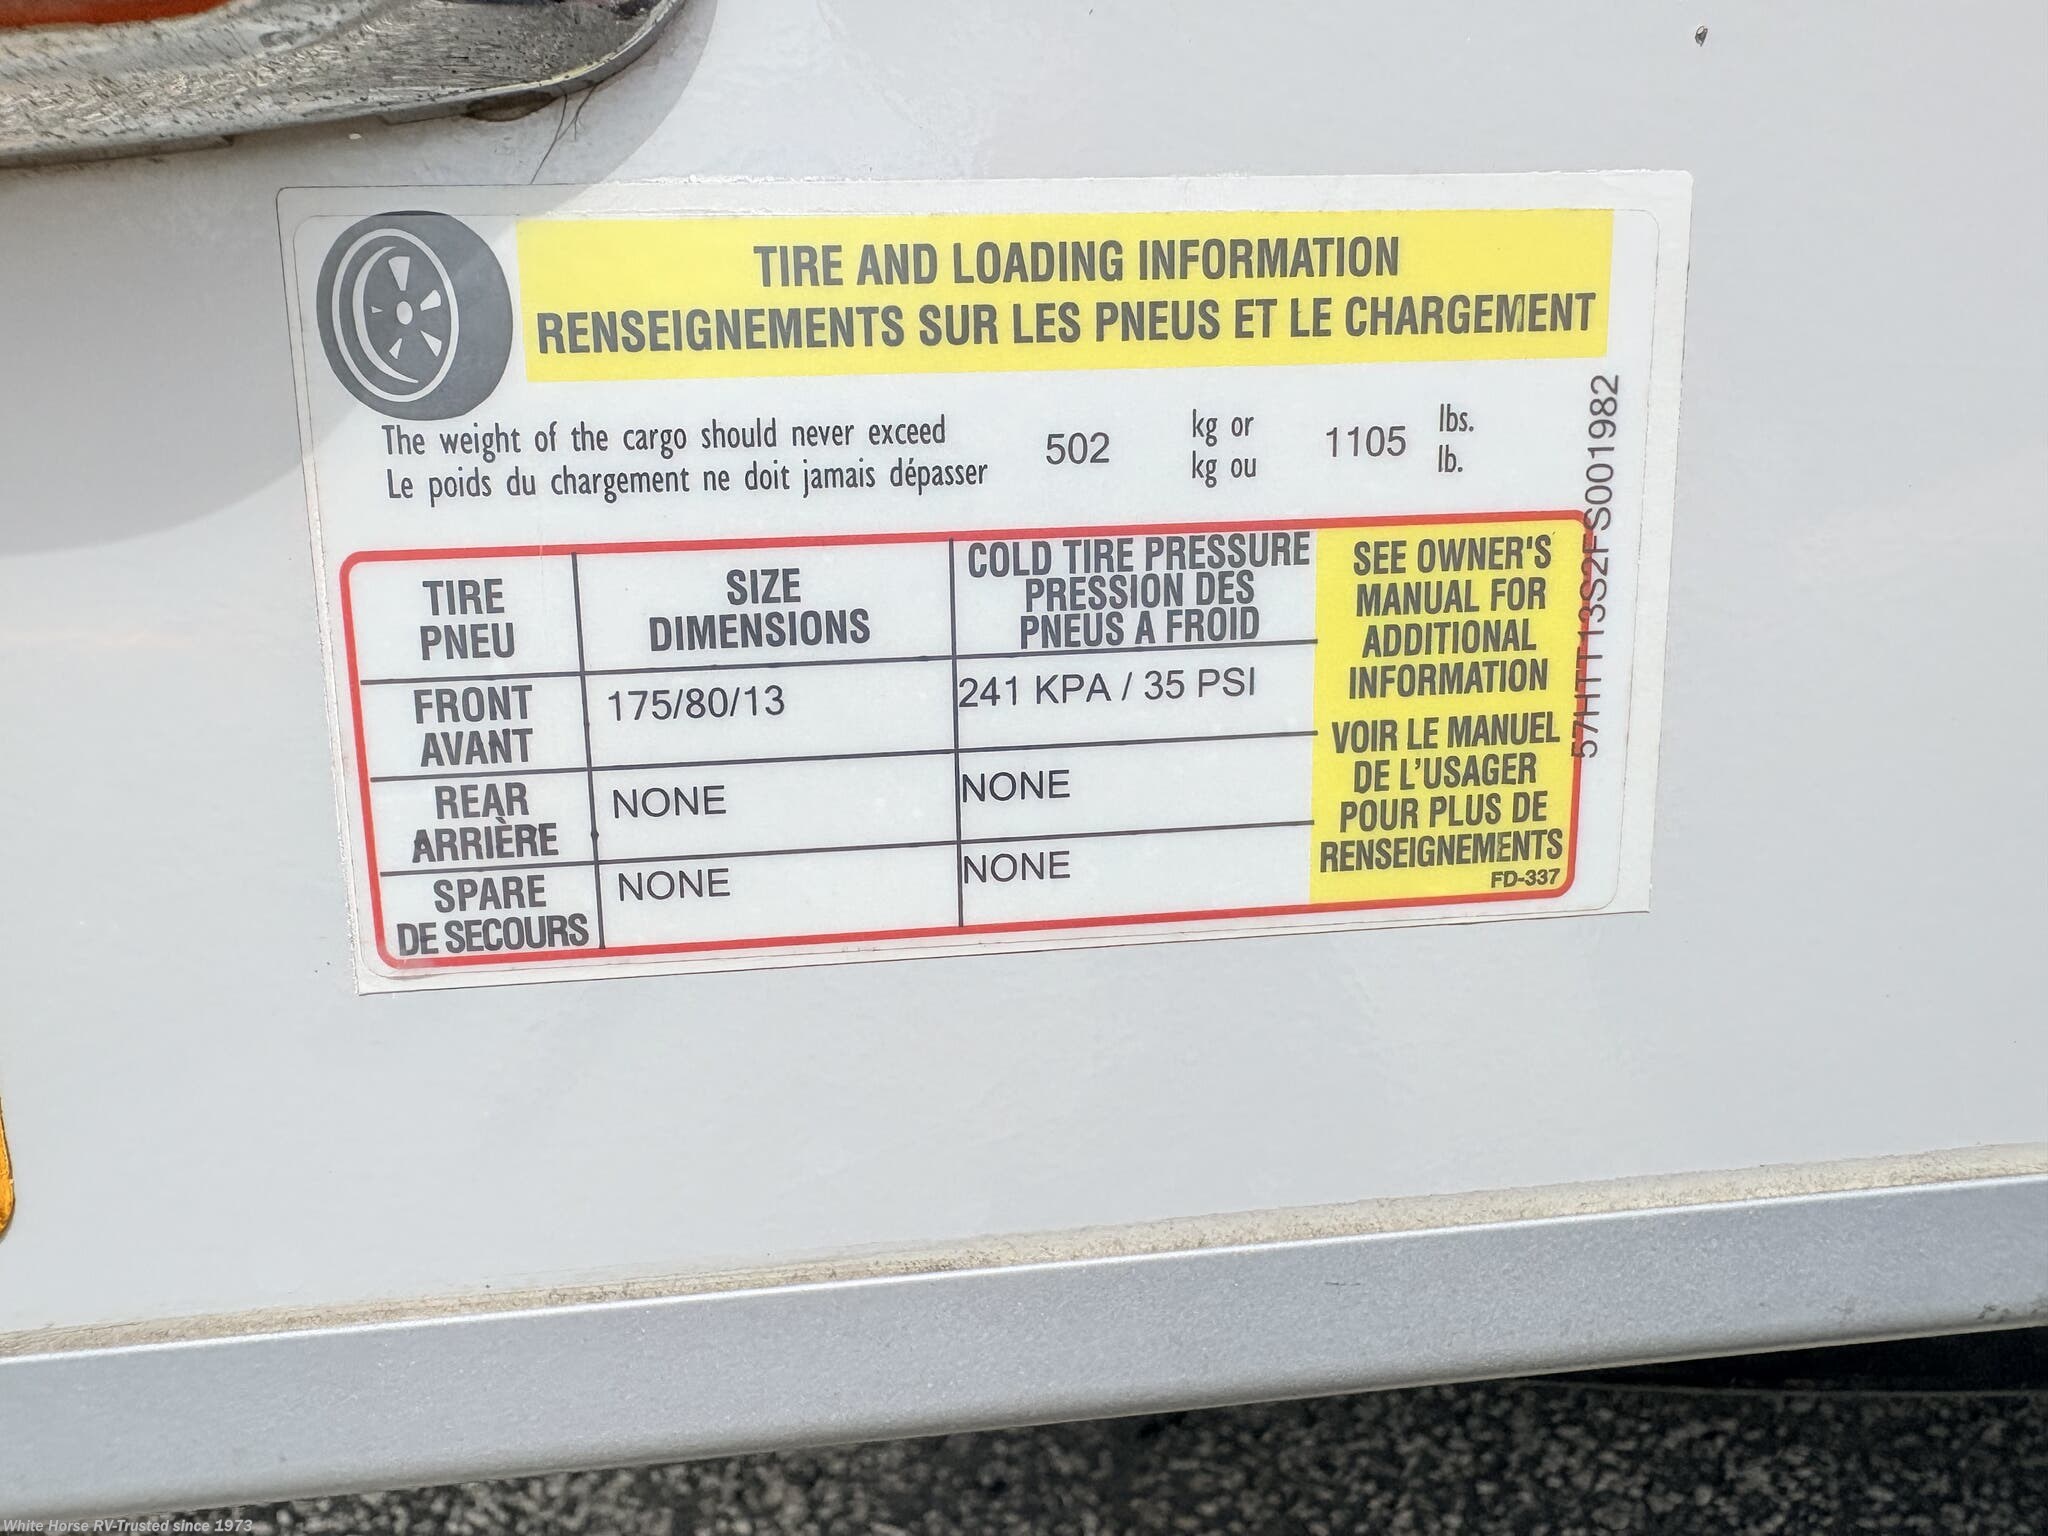 TIRE AND LOADING INFORMATION
RENSEIGNEMENTS SUR LES PNEUS ET LE CHARGEMENT
The weight of the cargo should never exceed 502 kg or 1105 lbs.
Le poids du chargement ne doit jamais dépasser kg ou lb.
TIRE
PNEU
SIZE
DIMENSIONS
COLD TIRE PRESSURE
PRESSION DES
PNEUS A FROID
FRONT
AVANT
175/80/13
241 KPA / 35 PSI
REAR
ARRIÈRE
NONE
NONE
SPARE
DE SECOURS
NONE
NONE
SEE OWNER'S
MANUAL FOR
ADDITIONAL
INFORMATION
VOIR LE MANUEL
DE L'USAGER
POUR PLUS DE
RENSEIGNEMENTS
FD-337
57HTT13S2FS001982
White Horse RV-Trusted since 1973